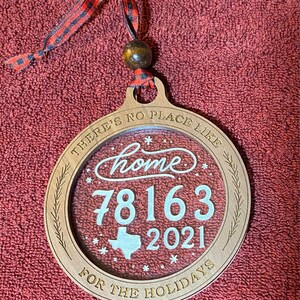 THERE'S NO PLACE LIKE
home
78163
2021
FOR THE HOLIDAYS